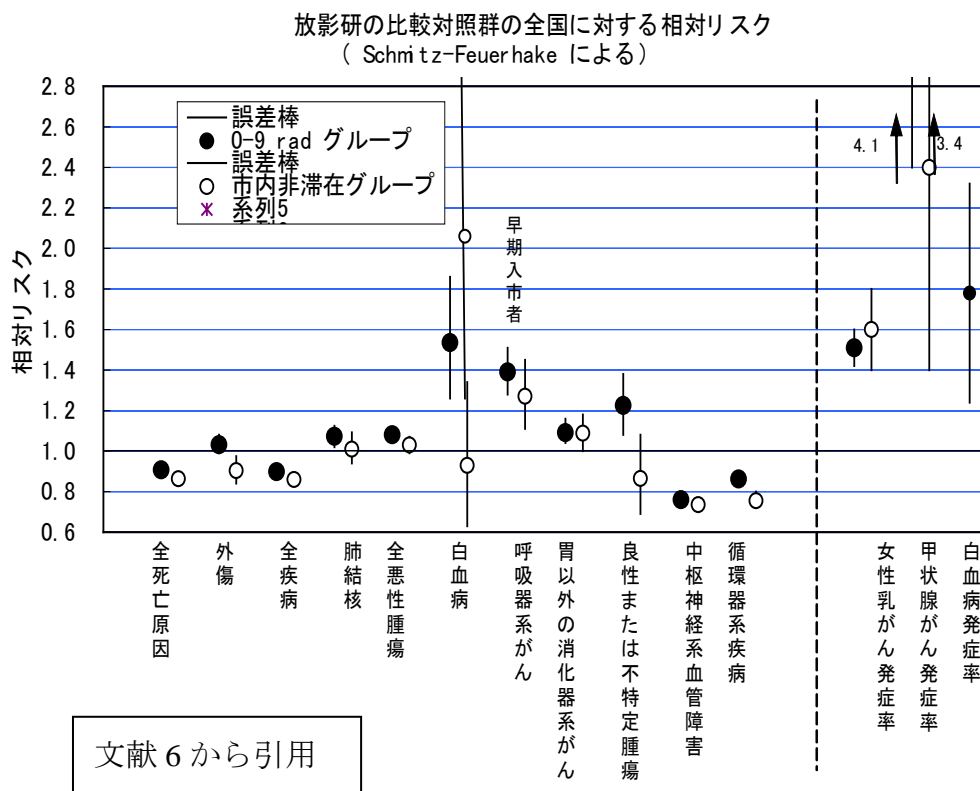 放影研の比較対照群の全国に対する相対リスク
( Schmitz-Feuerhake による)
相対リスク
2.8
2.6
2.4
2.2
2.0
1.8
1.6
1.4
1.2
1.0
0.8
0.6
誤差棒
0-9 rad グループ
誤差棒
市内非滞在グループ
系列5
早期入市者
4.1
3.4
全死亡原因
外傷
全疾病
肺結核
全悪性腫瘍
白血病
呼吸器系がん
胃以外の消化器系がん
良性または不特定腫瘍
中枢神経系血管障害
循環器系疾病
女性乳がん発症率
甲状腺がん発症率
白血病発症率
文献 6 から引用